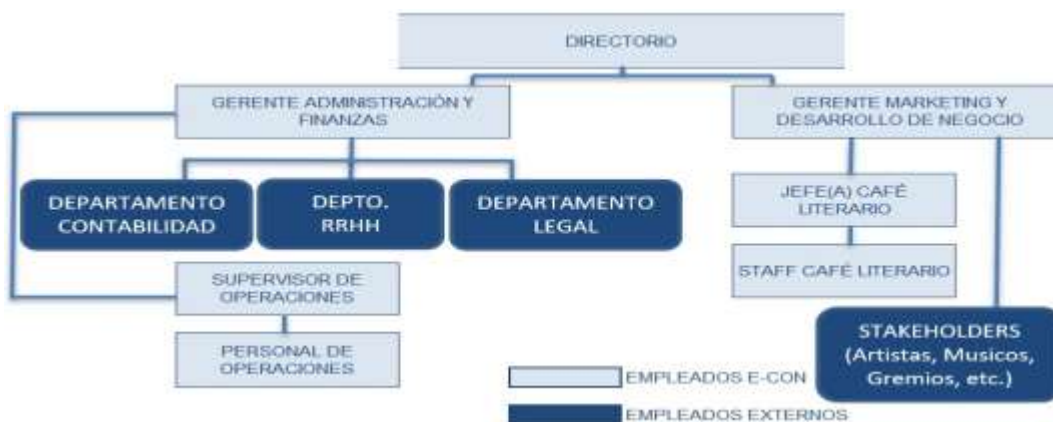 DIRECTORIO
GERENTE ADMINISTRACIÓN Y
FINANZAS
GERENTE MARKETING Y
DESARROLLO DE NEGOCIO
DEPARTAMENTO
CONTABILIDAD
DEPTO.
RRHH
DEPARTAMENTO
LEGAL
JEFE(A) CAFÉ
LITERARIO
STAFF CAFÉ LITERARIO
SUPERVISOR DE
OPERACIONES
PERSONAL DE
OPERACIONES
STAKEHOLDERS
(Artistas, Musicos,
Gremios, etc.)
EMPLEADOS E-CON
EMPLEADOS EXTERNOS